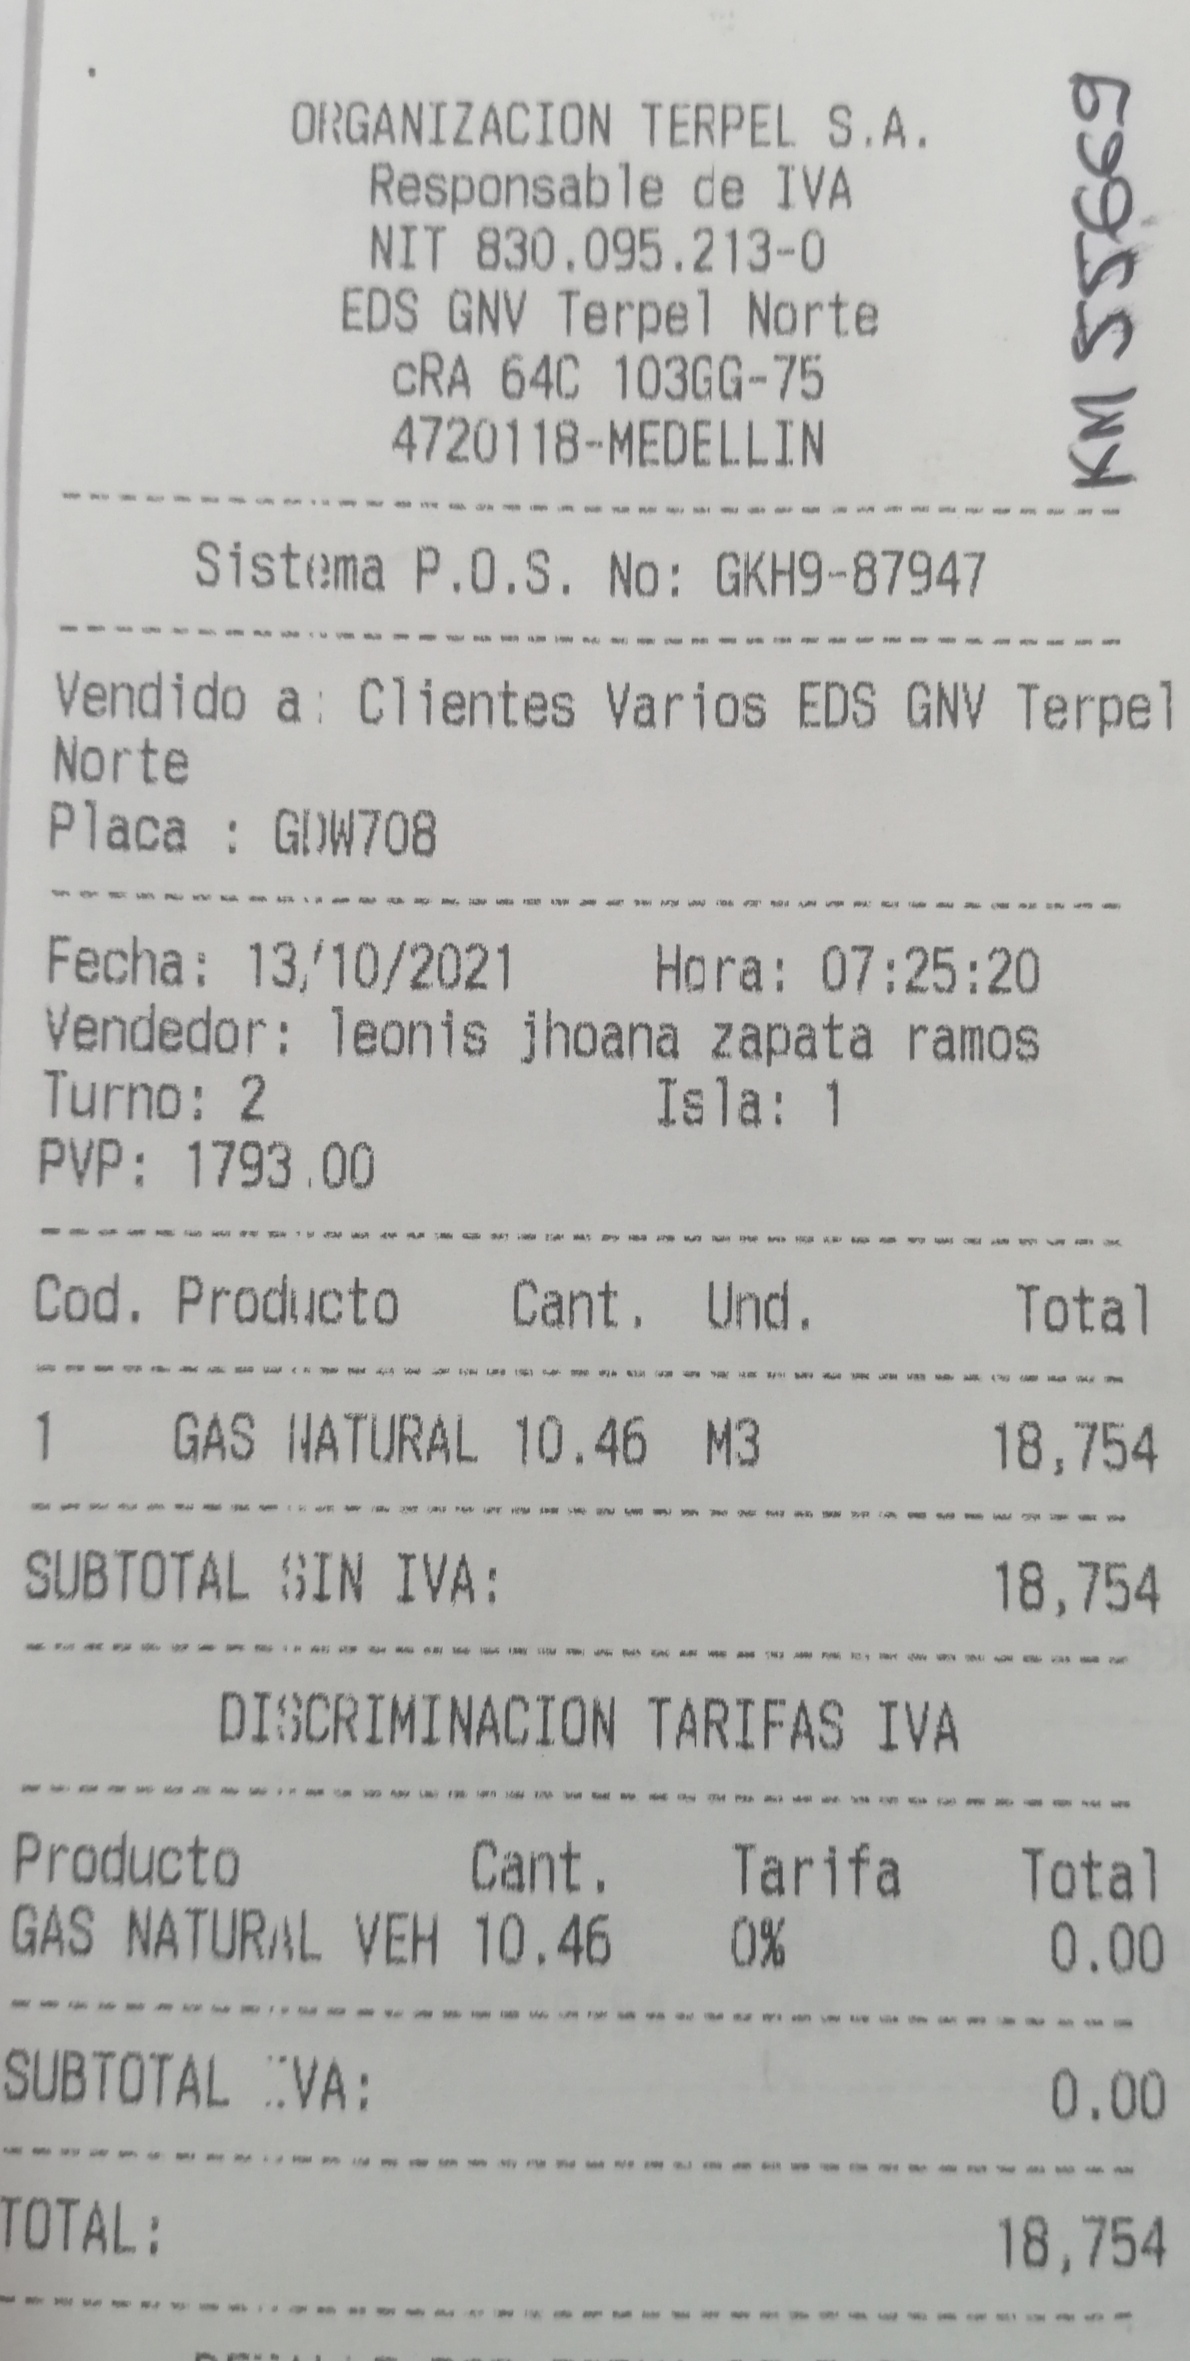 ORGANIZACION TERPEL S.A.
Responsable de IVA
NIT 830.095.213-0
EDS GNV Terpel Norte
cRA 64C 103GG-75
4720118-MEDELLIN
KM 55669
Sistema P.O.S. No: GKH9-87947
Vendido a: Clientes Varios EDS GNV Terpel
Norte
Placa : GDW708
Fecha: 13/10/2021 Hora: 07:25:20
Vendedor: leonis jhoana zapata ramos
Turno: 2 Isla: 1
PVP: 1793.00
Cod. Producto Cant. Und. Total
1 GAS NATURAL 10.46 M3 18,754
SUBTOTAL SIN IVA: 18,754
DISCRIMINACION TARIFAS IVA
Producto Cant. Tarifa Total
GAS NATURAL VEH 10.46 0% 0.00
SUBTOTAL IVA: 0.00
TOTAL: 18,754